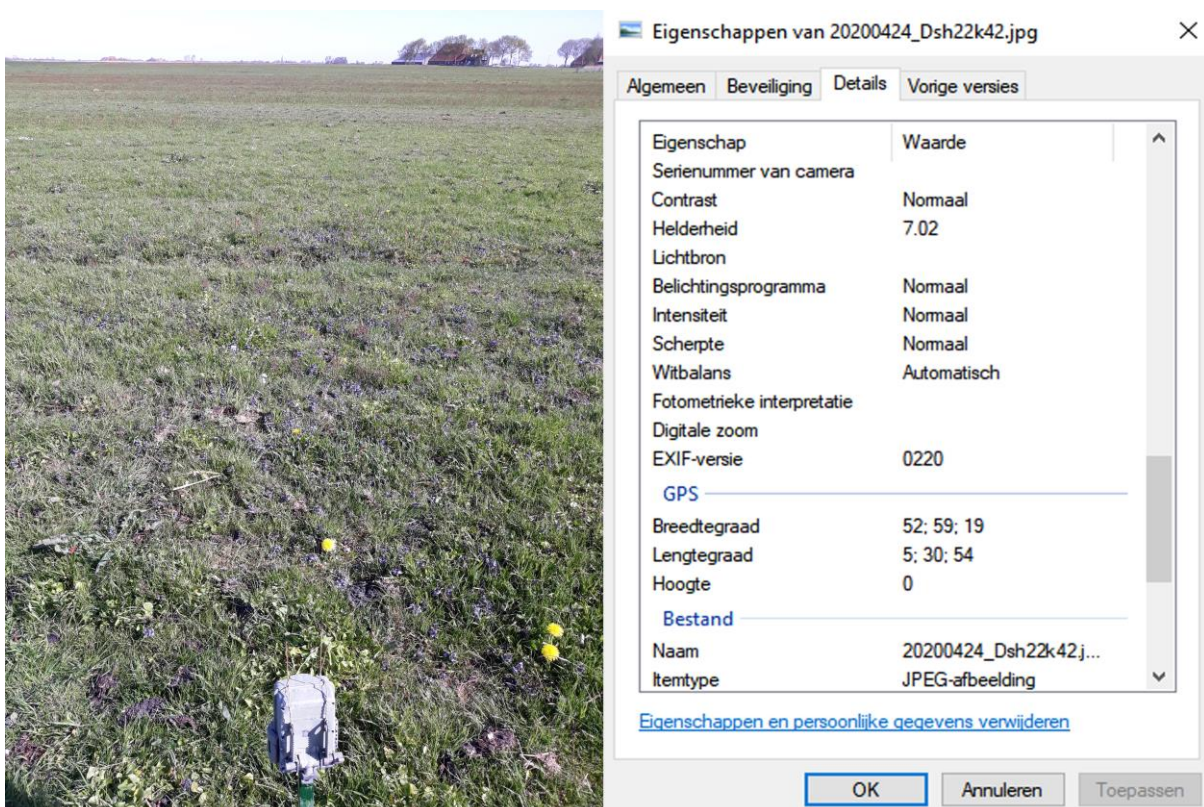 Eigenschappen van 20200424_Dsh22k42.jpg
Algemeen Beveiliging Details Vorige versies
Eigenschap Waarde
Serienummer van camera
Contrast Normaal
Helderheid 7.02
Lichtbron
Belichtingsprogramma Normaal
Intensiteit Normaal
Scherpte Normaal
Witbalans Automatisch
Fotometrieke interpretatie
Digitale zoom
EXIF-versie 0220
GPS
Breedtegraad 52; 59; 19
Lengtegraad 5; 30; 54
Hoogte 0
Bestand
Naam 20200424_Dsh22k42.j...
Itemtype JPEG-afbeelding
Eigenschappen en persoonlijke gegevens verwijderen
OK Annuleren Toepassen